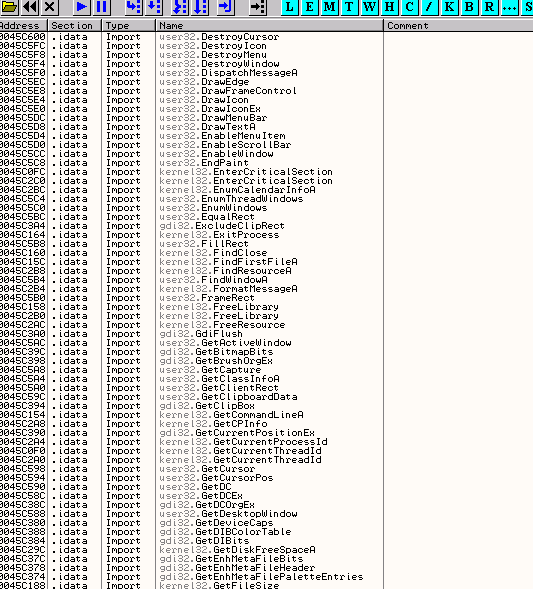 L E M T W H C / K B R ... S
Address Section Type Name Comment
0045C600 .idata Import user32.DestroyCursor
0045C5FC .idata Import user32.DestroyIcon
0045C5F8 .idata Import user32.DestroyMenu
0045C5F4 .idata Import user32.DestroyWindow
0045C5F0 .idata Import user32.DispatchMessageA
0045C5EC .idata Import user32.DrawEdge
0045C5E8 .idata Import user32.DrawFrameControl
0045C5E4 .idata Import user32.DrawIcon
0045C5E0 .idata Import user32.DrawIconEx
0045C5DC .idata Import user32.DrawMenuBar
0045C5D8 .idata Import user32.DrawTextA
0045C5D4 .idata Import user32.EnableMenuItem
0045C5D0 .idata Import user32.EnableScrollBar
0045C5CC .idata Import user32.EnableWindow
0045C5C8 .idata Import user32.EndPaint
0045C0FC .idata Import kernel32.EnterCriticalSection
0045C2C0 .idata Import kernel32.EnterCriticalSection
0045C2BC .idata Import kernel32.EnumCalendarInfoA
0045C5C4 .idata Import user32.EnumThreadWindows
0045C5C0 .idata Import user32.EnumWindows
0045C5BC .idata Import user32.EqualRect
0045C3A4 .idata Import gdi32.ExcludeClipRect
0045C164 .idata Import kernel32.ExitProcess
0045C5B8 .idata Import user32.FillRect
0045C160 .idata Import kernel32.FindClose
0045C15C .idata Import kernel32.FindFirstFileA
0045C2B8 .idata Import kernel32.FindResourceA
0045C5B4 .idata Import user32.FindWindowA
0045C2B4 .idata Import kernel32.FormatMessageA
0045C5B0 .idata Import user32.FrameRect
0045C158 .idata Import kernel32.FreeLibrary
0045C2B0 .idata Import kernel32.FreeLibrary
0045C2AC .idata Import kernel32.FreeResource
0045C3A0 .idata Import gdi32.GdiFlush
0045C5AC .idata Import user32.GetActiveWindow
0045C39C .idata Import gdi32.GetBitmapBits
0045C398 .idata Import gdi32.GetBrushOrgEx
0045C5A8 .idata Import user32.GetCapture
0045C5A4 .idata Import user32.GetClassInfoA
0045C5A0 .idata Import user32.GetClientRect
0045C59C .idata Import user32.GetClipboardData
0045C394 .idata Import gdi32.GetClipBox
0045C154 .idata Import kernel32.GetCommandLineA
0045C2A8 .idata Import kernel32.GetCPInfo
0045C390 .idata Import gdi32.GetCurrentPositionEx
0045C2A4 .idata Import kernel32.GetCurrentProcessId
0045C0F0 .idata Import kernel32.GetCurrentThreadId
0045C2A0 .idata Import kernel32.GetCurrentThreadId
0045C598 .idata Import user32.GetCursor
0045C594 .idata Import user32.GetCursorPos
0045C590 .idata Import user32.GetDC
0045C58C .idata Import user32.GetDCEx
0045C38C .idata Import gdi32.GetDCOrgEx
0045C588 .idata Import user32.GetDesktopWindow
0045C380 .idata Import gdi32.GetDeviceCaps
0045C388 .idata Import gdi32.GetDIBColorTable
0045C384 .idata Import gdi32.GetDIBits
0045C29C .idata Import kernel32.GetDiskFreeSpaceA
0045C37C .idata Import gdi32.GetEnhMetaFileBits
0045C378 .idata Import gdi32.GetEnhMetaFileHeader
0045C374 .idata Import gdi32.GetEnhMetaFilePaletteEntries
0045C188 .idata Import kernel32.GetFileSize